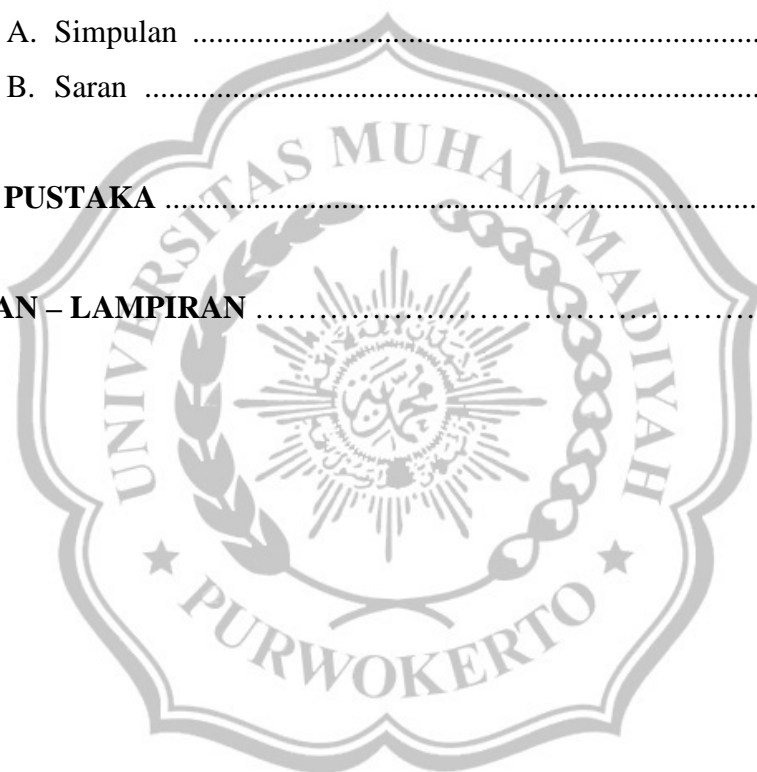 A. Simpulan ........................................................................
B. Saran .............................................................................
PUSTAKA ...........................................................................
AN – LAMPIRAN ……………………………………………
UNIVERSITAS MUHAMMADIYAH
PURWOKERTO